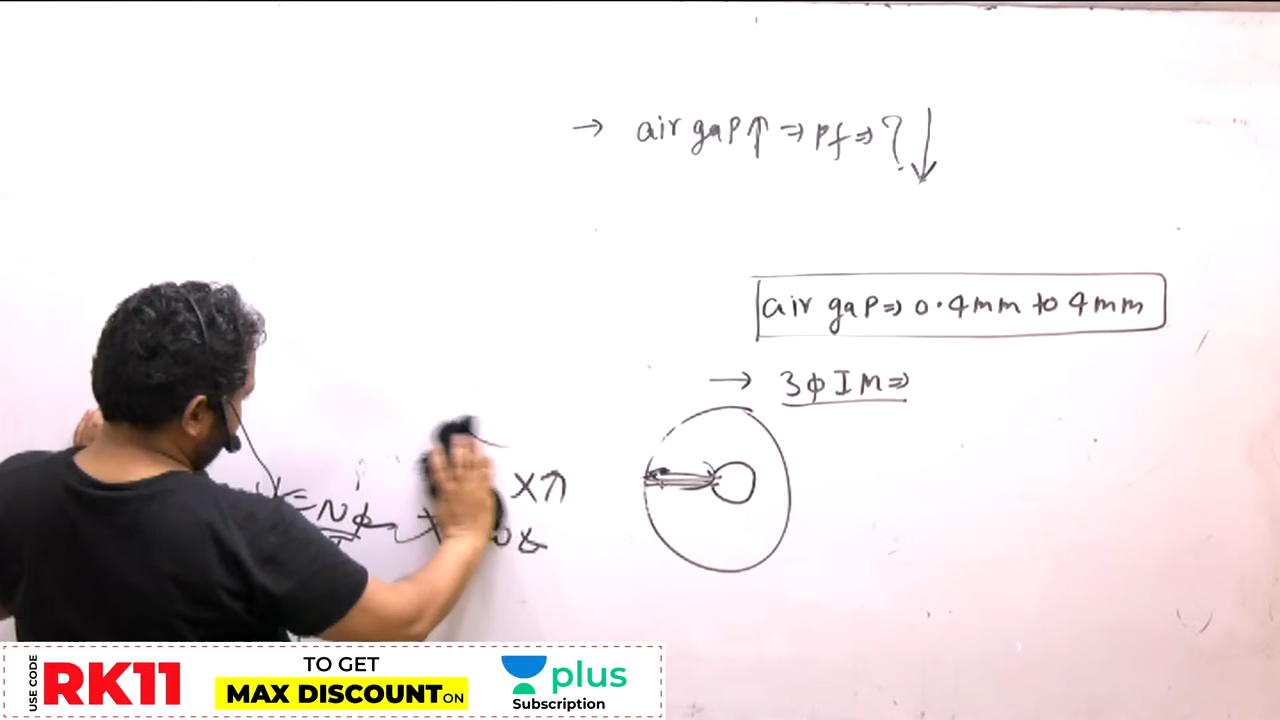 → air gap↑ ⇒ pf ⇒ ? ↓
air gap ⇒ 0.4mm to 4mm
→ 3ϕ IM ⇒
= Nϕ
X↑
USE CODE
RK11
TO GET
MAX DISCOUNT ON
plus
Subscription